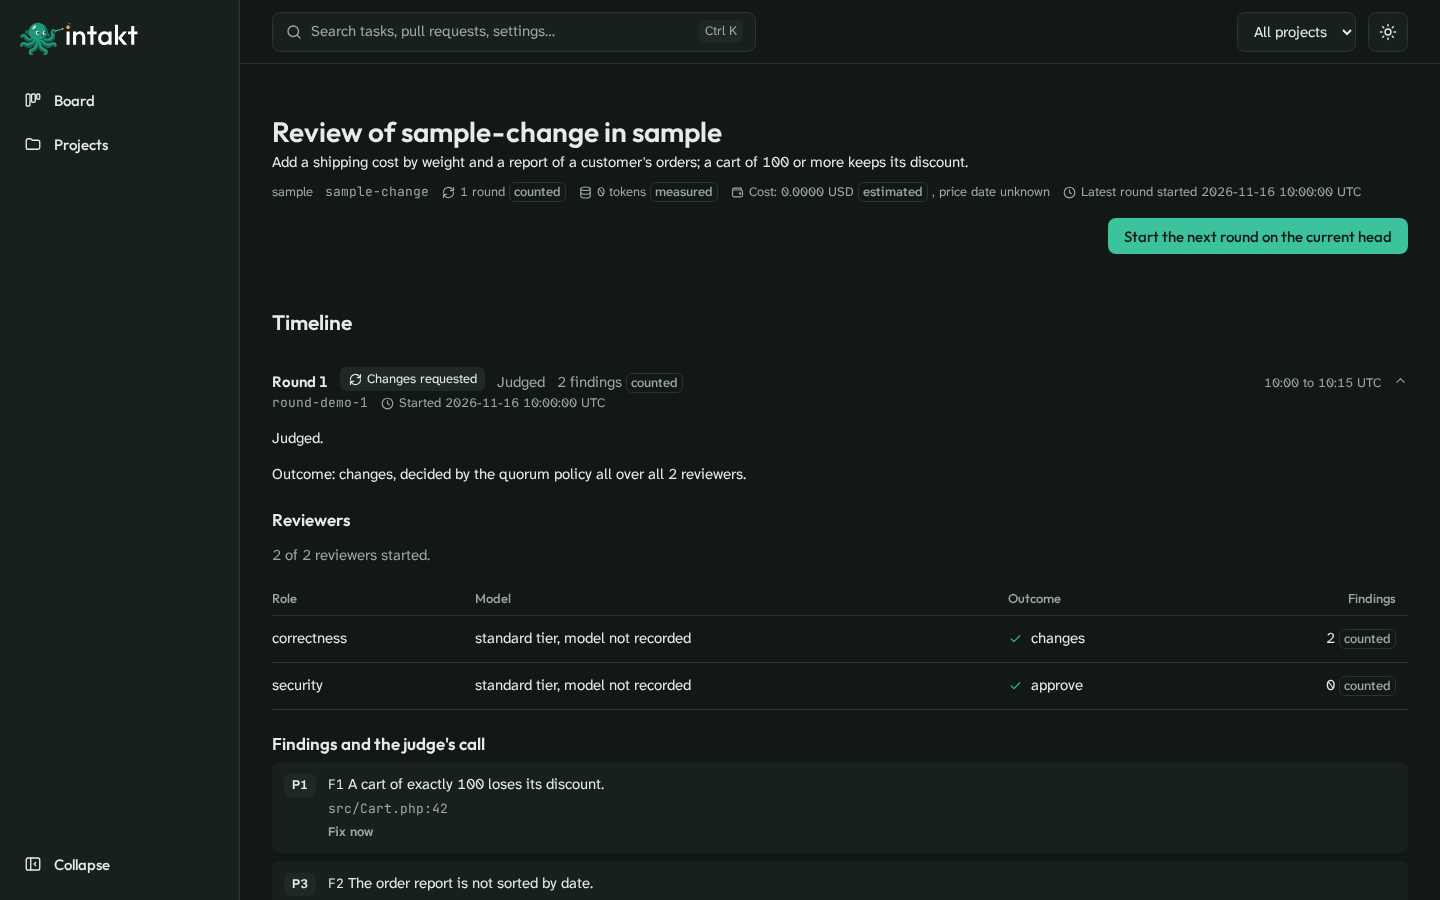 intakt
Search tasks, pull requests, settings...
Ctrl K
All projects
Board
Projects
Review of sample-change in sample
Add a shipping cost by weight and a report of a customer's orders; a cart of 100 or more keeps its discount.
sample sample-change 1 round counted 0 tokens measured Cost: 0.0000 USD estimated , price date unknown Latest round started 2026-11-16 10:00:00 UTC
Start the next round on the current head
Timeline
Round 1 Changes requested Judged 2 findings counted 10:00 to 10:15 UTC
round-demo-1 Started 2026-11-16 10:00:00 UTC
Judged.
Outcome: changes, decided by the quorum policy all over all 2 reviewers.
Reviewers
2 of 2 reviewers started.
Role Model Outcome Findings
correctness standard tier, model not recorded changes 2 counted
security standard tier, model not recorded approve 0 counted
Findings and the judge's call
P1 F1 A cart of exactly 100 loses its discount.
src/Cart.php:42
Fix now
P3 F2 The order report is not sorted by date.
Collapse